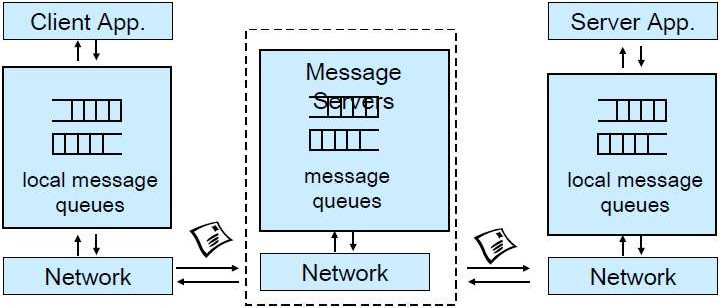 Client App.
local message
queues
Network
Message
Servers
message
queues
Network
Server App.
local message
queues
Network